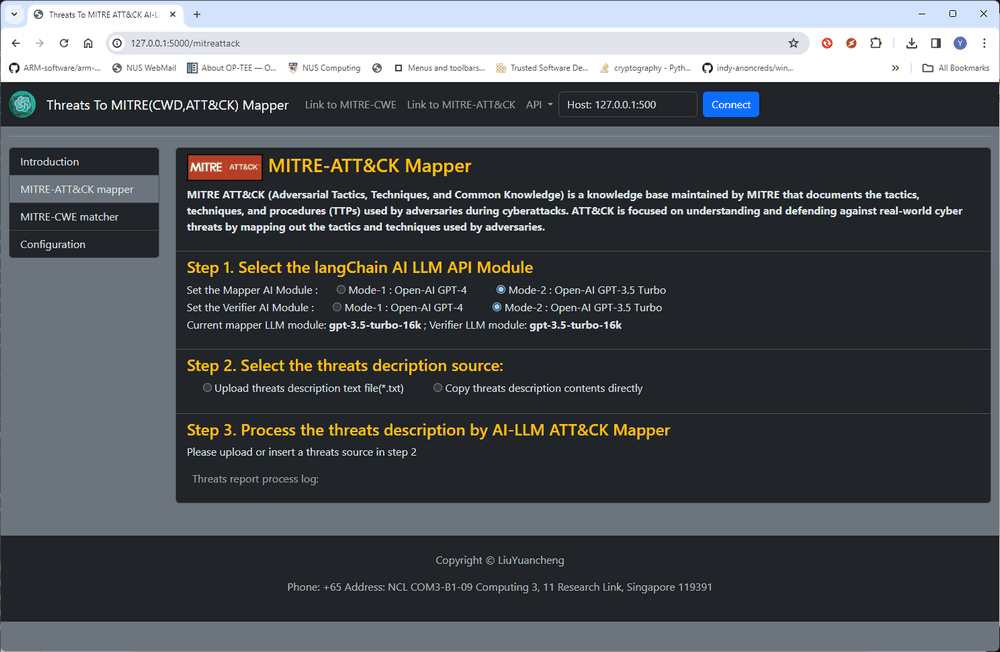 Threats To MITRE ATT&CK AI-L
127.0.0.1:5000/mitreattack
ARM-software/arm-... NUS WebMail About OP-TEE — O... NUS Computing Menus and toolbars... Trusted Software De... cryptography - Pyth... indy-anoncreds/win... » All Bookmarks
Y
Threats To MITRE(CWD,ATT&CK) Mapper Link to MITRE-CWE Link to MITRE-ATT&CK API Host: 127.0.0.1:500 Connect
Introduction
MITRE-ATT&CK mapper
MITRE-CWE matcher
Configuration
MITRE ATT&CK MITRE-ATT&CK Mapper
MITRE ATT&CK (Adversarial Tactics, Techniques, and Common Knowledge) is a knowledge base maintained by MITRE that documents the tactics,
techniques, and procedures (TTPs) used by adversaries during cyberattacks. ATT&CK is focused on understanding and defending against real-world cyber
threats by mapping out the tactics and techniques used by adversaries.
Step 1. Select the langChain AI LLM API Module
Set the Mapper AI Module : Mode-1 : Open-AI GPT-4 Mode-2 : Open-AI GPT-3.5 Turbo
Set the Verifier AI Module : Mode-1 : Open-AI GPT-4 Mode-2 : Open-AI GPT-3.5 Turbo
Current mapper LLM module: gpt-3.5-turbo-16k ; Verifier LLM module: gpt-3.5-turbo-16k
Step 2. Select the threats decription source:
Upload threats description text file(*.txt) Copy threats description contents directly
Step 3. Process the threats description by AI-LLM ATT&CK Mapper
Please upload or insert a threats source in step 2
Threats report process log:
Copyright © LiuYuancheng
Phone: +65 Address: NCL COM3-B1-09 Computing 3, 11 Research Link, Singapore 119391